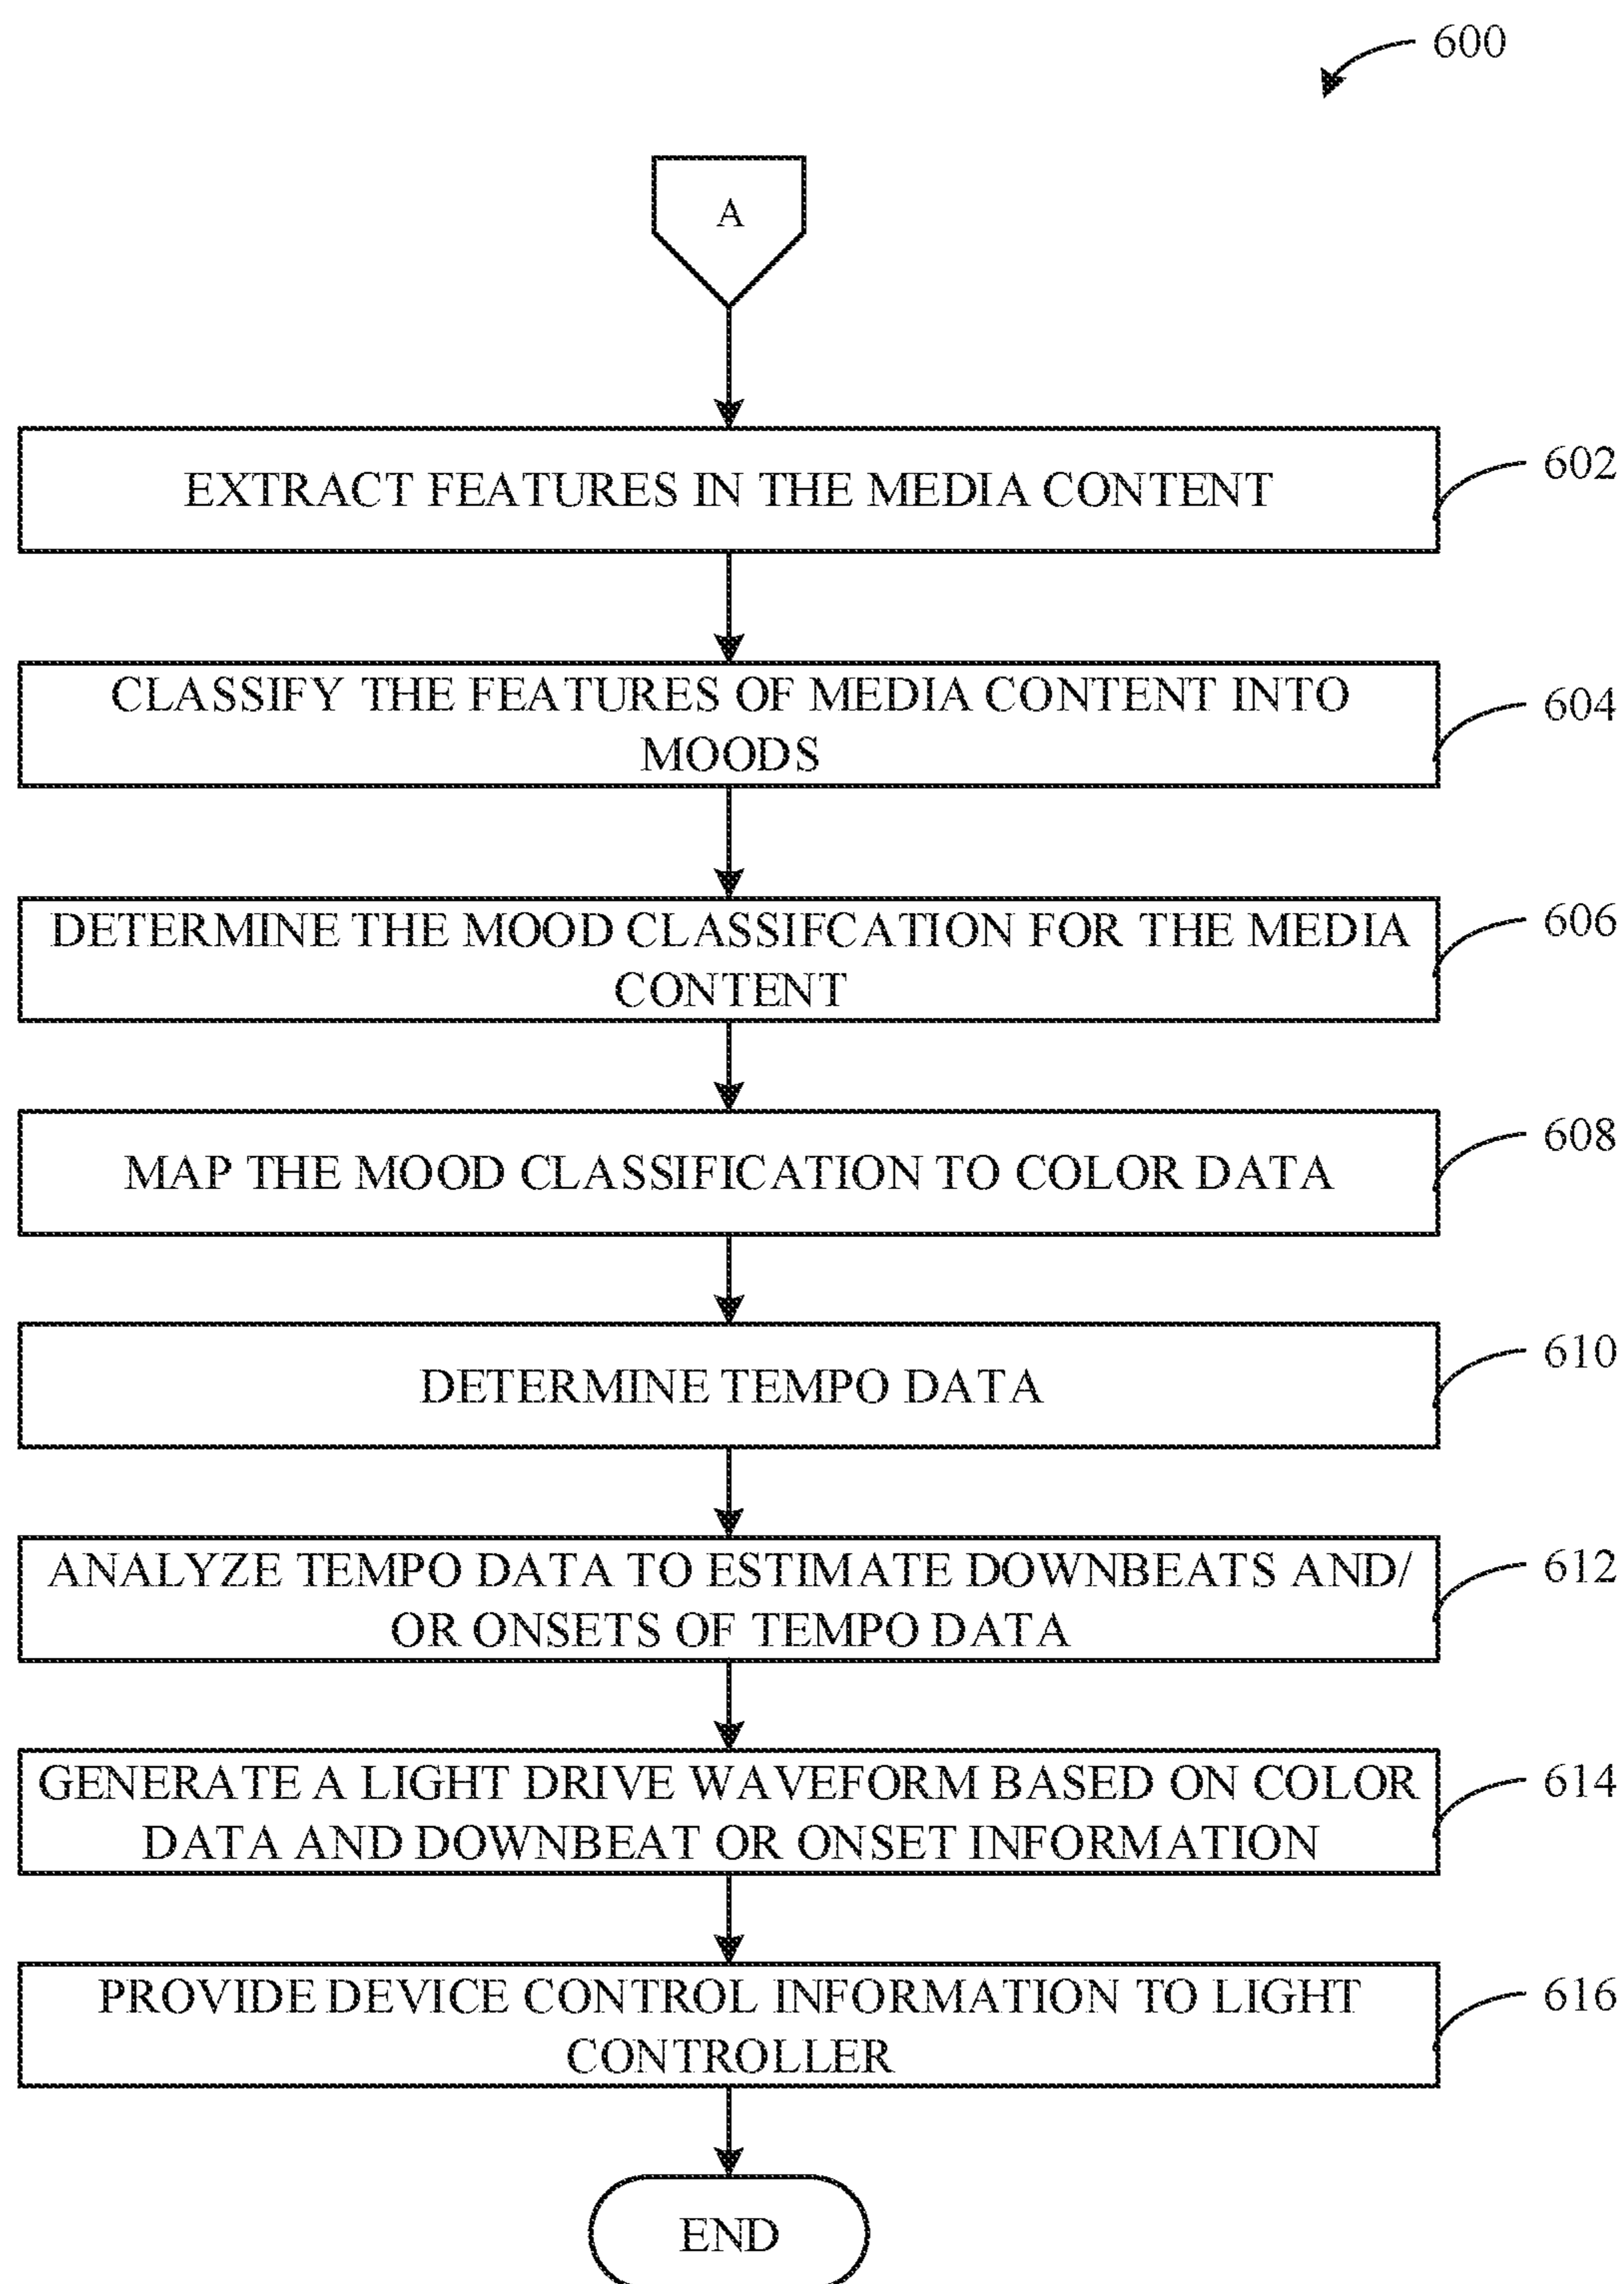 600
A
EXTRACT FEATURES IN THE MEDIA CONTENT
602
CLASSIFY THE FEATURES OF MEDIA CONTENT INTO
MOODS
604
DETERMINE THE MOOD CLASSIFCATION FOR THE MEDIA
CONTENT
606
MAP THE MOOD CLASSIFICATION TO COLOR DATA
608
DETERMINE TEMPO DATA
610
ANALYZE TEMPO DATA TO ESTIMATE DOWNBEATS AND/
OR ONSETS OF TEMPO DATA
612
GENERATE A LIGHT DRIVE WAVEFORM BASED ON COLOR
DATA AND DOWNBEAT OR ONSET INFORMATION
614
PROVIDE DEVICE CONTROL INFORMATION TO LIGHT
CONTROLLER
616
END